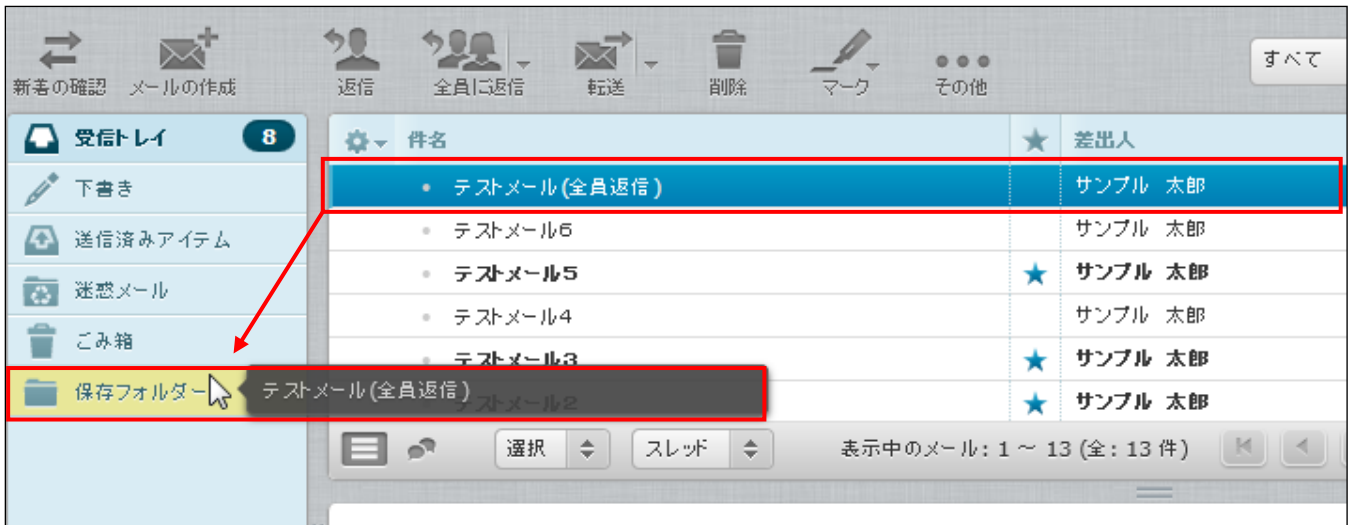 新着の確認 メールの作成 返信 全員に返信 転送 削除 マーク その他 すべて
受信トレイ 8
件名 差出人
下書き
テストメール(全員返信) サンプル 太郎
送信済みアイテム
テストメール6 サンプル 太郎
迷惑メール
テストメール5 サンプル 太郎
ごみ箱
テストメール4 サンプル 太郎
テストメール3 サンプル 太郎
保存フォルダー テストメール(全員返信)
テストメール2 サンプル 太郎
選択 スレッド 表示中のメール: 1 ~ 13 (全: 13 件)